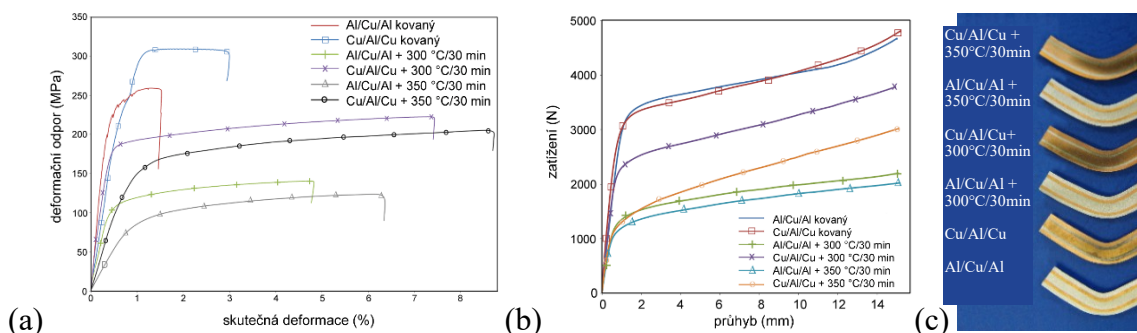 350
300
250
200
150
100
50
0
0
1
2
3
4
5
6
7
8
deformační odpor (MPa)
skutečná deformace (%)
Al/Cu/Al kovaný
Cu/Al/Cu kovaný
Al/Cu/Al + 300 °C/30 min
Cu/Al/Cu + 300 °C/30 min
Al/Cu/Al + 350 °C/30 min
Cu/Al/Cu + 350 °C/30 min
(a)
5000
4000
3000
2000
1000
0
0
2
4
6
8
10
12
14
zatížení (N)
průhyb (mm)
Al/Cu/Al kovaný
Cu/Al/Cu kovaný
Al/Cu/Al + 300 °C/30 min
Cu/Al/Cu + 300 °C/30 min
Al/Cu/Al + 350 °C/30 min
Cu/Al/Cu + 350 °C/30 min
(b)
Cu/Al/Cu +
350°C/30min
Al/Cu/Al +
350°C/30min
Cu/Al/Cu+
300°C/30min
Al/Cu/Al +
300°C/30min
Cu/Al/Cu
Al/Cu/Al
(c)